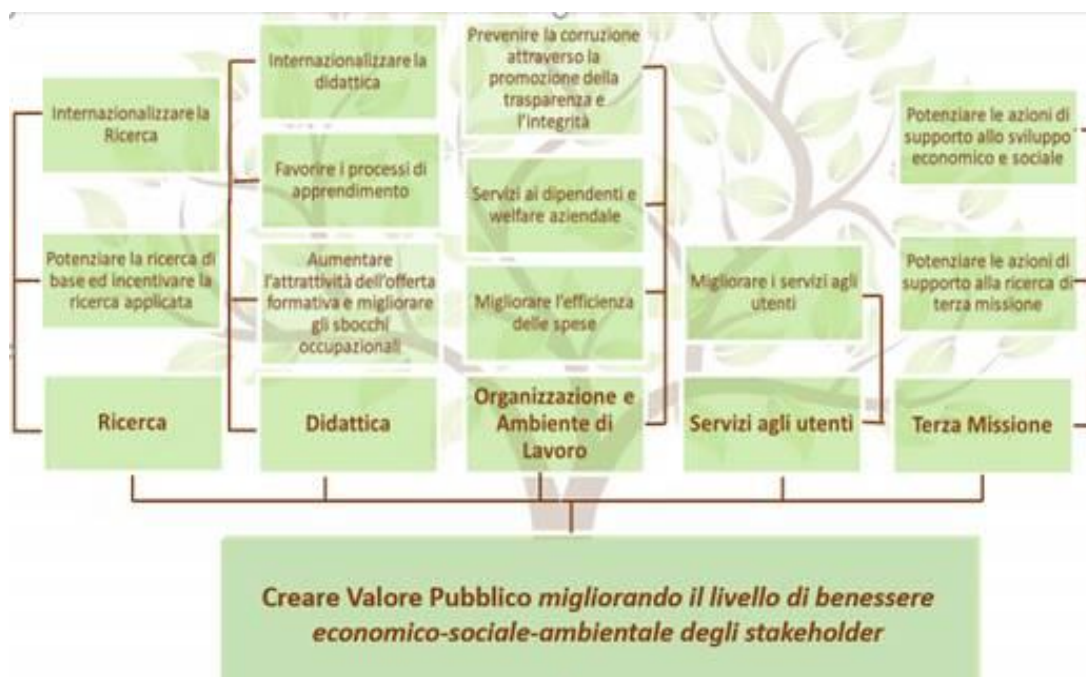 Internazionalizzare la
Ricerca
Potenziare la ricerca di
base ed incentivare la
ricerca applicata
Ricerca
Internazionalizzare la
didattica
Favorire i processi di
apprendimento
Aumentare
l'attrattività dell'offerta
formativa e migliorare
gli sbocchi
occupazionali
Didattica
Prevenire la corruzione
attraverso la
promozione della
trasparenza e
l'integrità
Servizi ai dipendenti e
welfare aziendale
Migliorare l'efficienza
delle spese
Organizzazione e
Ambiente di
Lavoro
Migliorare i servizi agli
utenti
Servizi agli utenti
Potenziare le azioni di
supporto allo sviluppo
economico e sociale
Potenziare le azioni di
supporto alla ricerca di
terza missione
Terza Missione
Creare Valore Pubblico migliorando il livello di benessere
economico-sociale-ambientale degli stakeholder